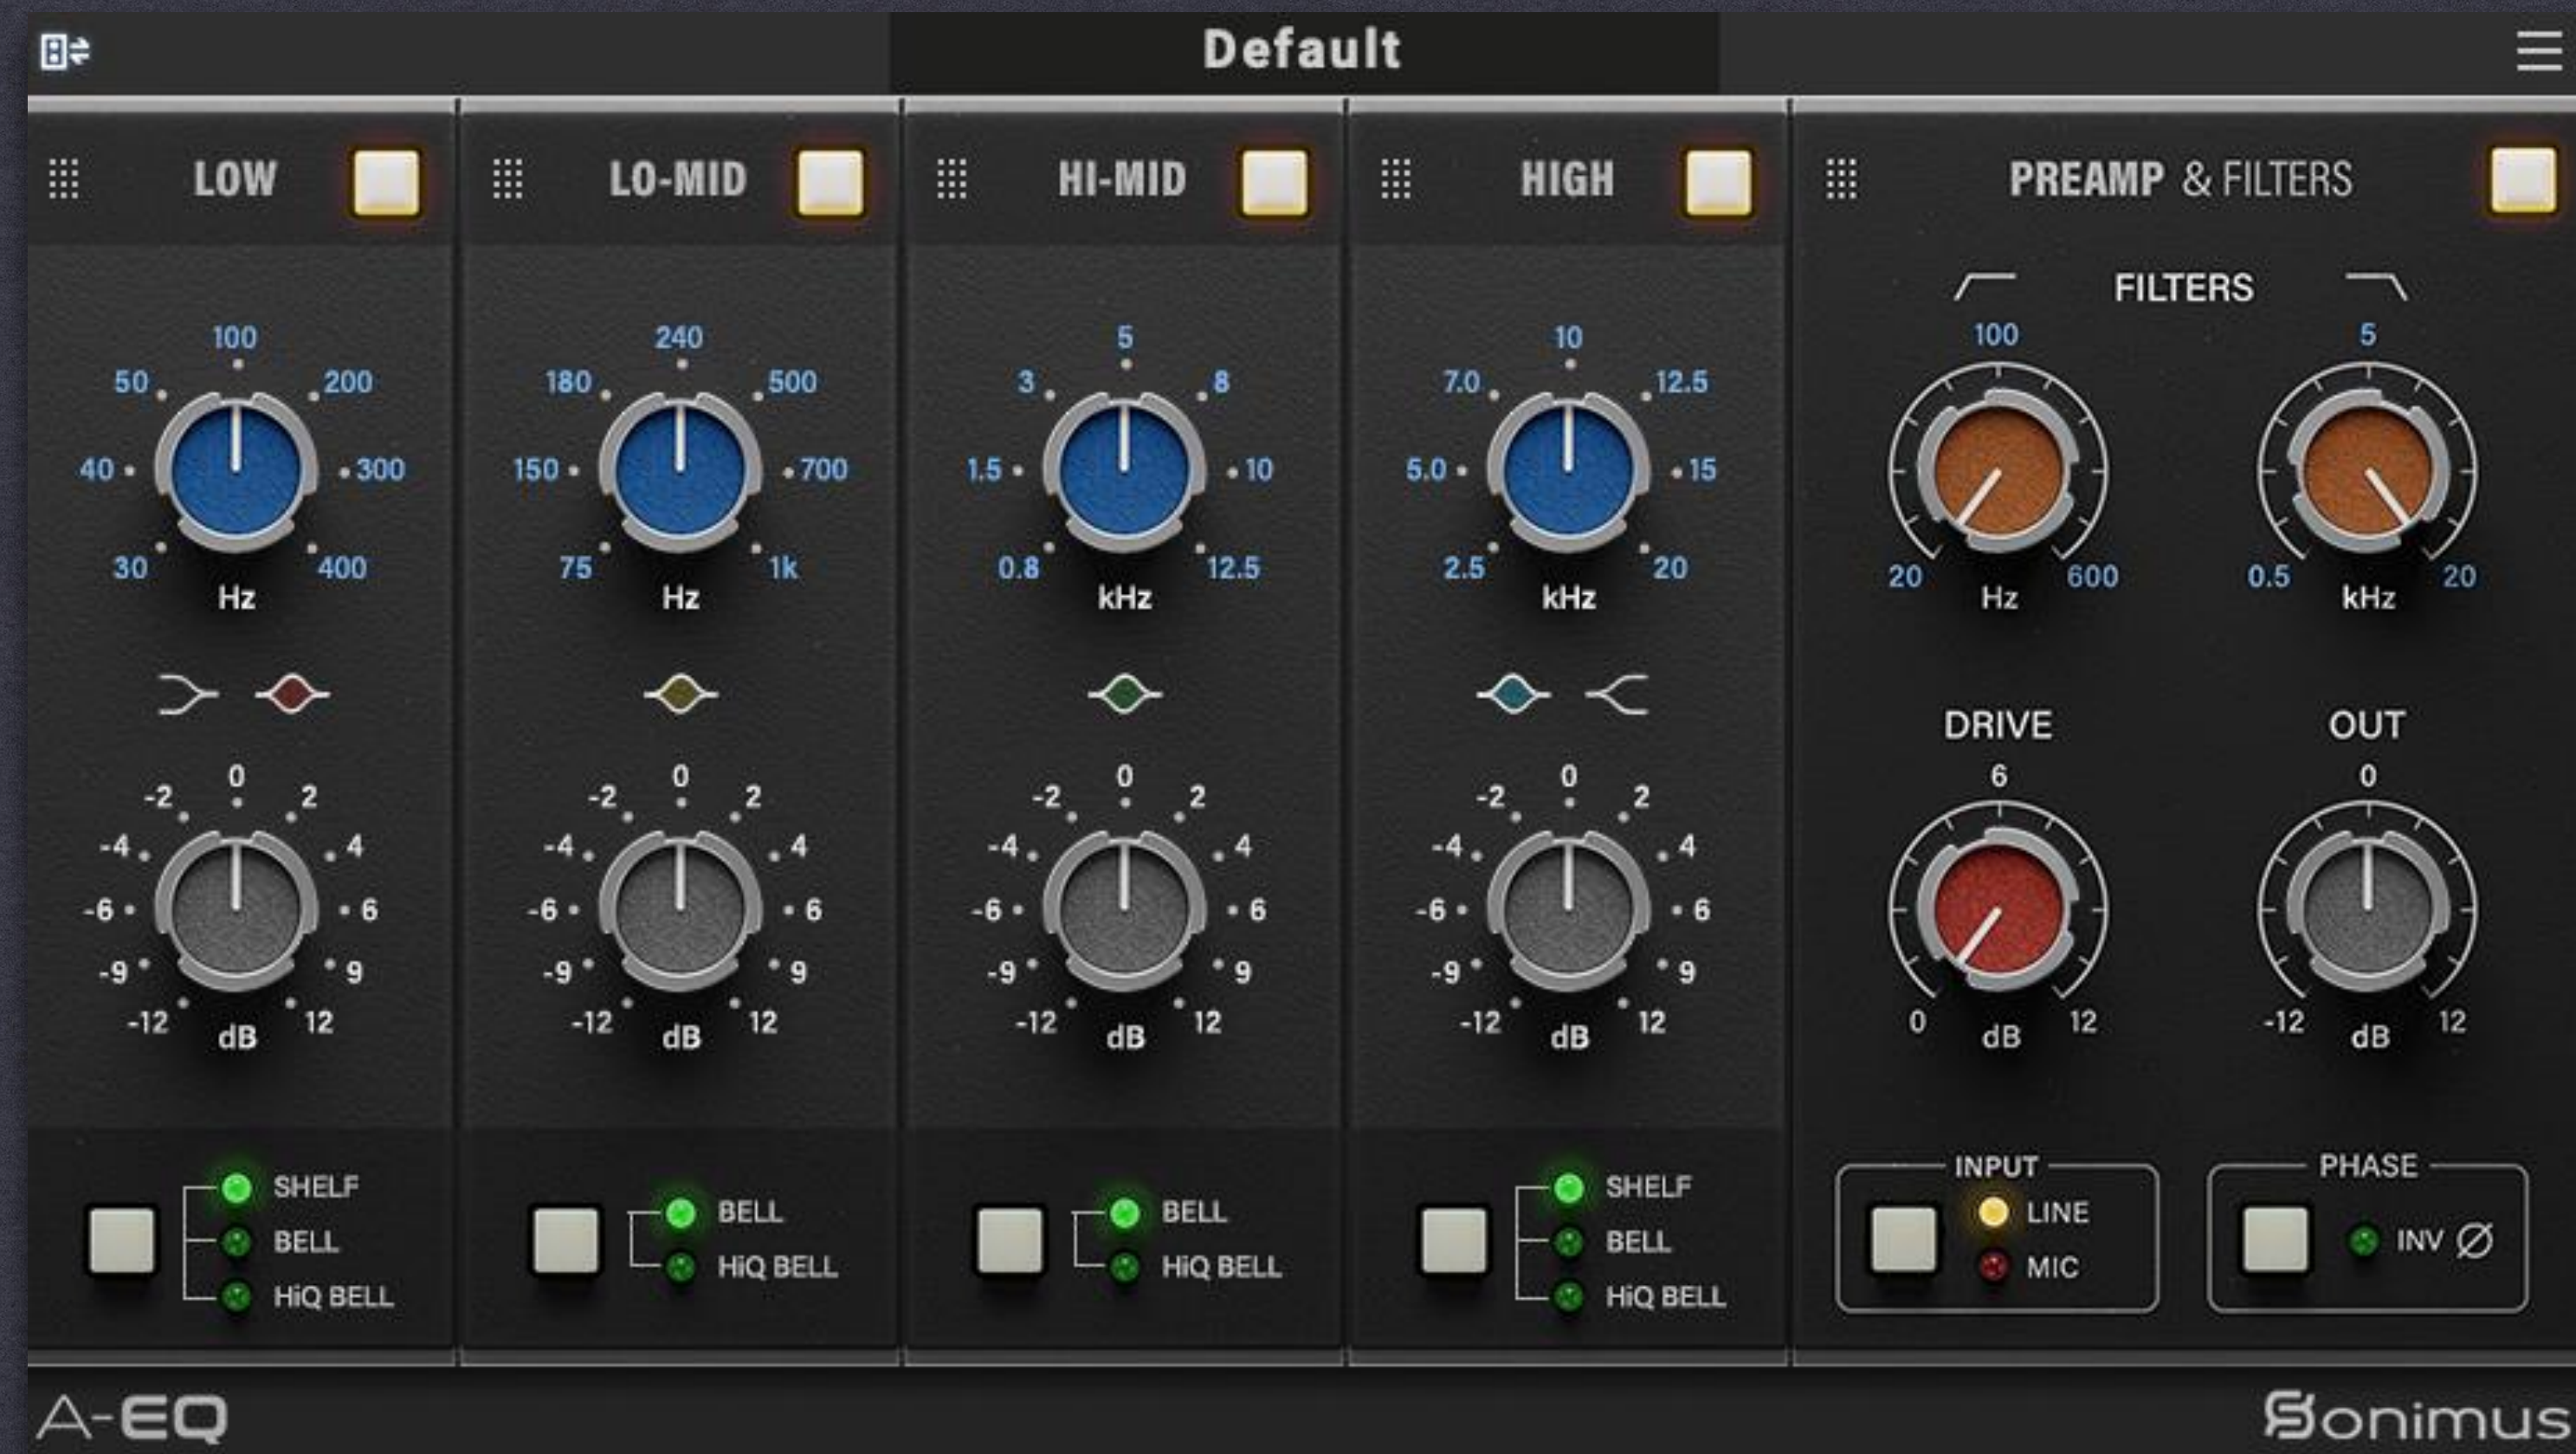 Default
LOW
100
50 200
40 300
30 400
Hz
0
-2 2
-4 4
-6 6
-9 9
-12 12
dB
SHELF
BELL
HiQ BELL
LO-MID
240
180 500
150 700
75 1k
Hz
0
-2 2
-4 4
-6 6
-9 9
-12 12
dB
BELL
HiQ BELL
HI-MID
5
3 8
1.5 10
0.8 12.5
kHz
0
-2 2
-4 4
-6 6
-9 9
-12 12
dB
BELL
HiQ BELL
HIGH
10
7.0 12.5
5.0 15
2.5 20
kHz
0
-2 2
-4 4
-6 6
-9 9
-12 12
dB
SHELF
BELL
HiQ BELL
PREAMP & FILTERS
FILTERS
100
20 600
Hz
5
0.5 20
kHz
DRIVE
6
0 12
dB
OUT
0
-12 12
dB
INPUT
LINE
MIC
PHASE
INV Ø
A-EQ
Sonimus